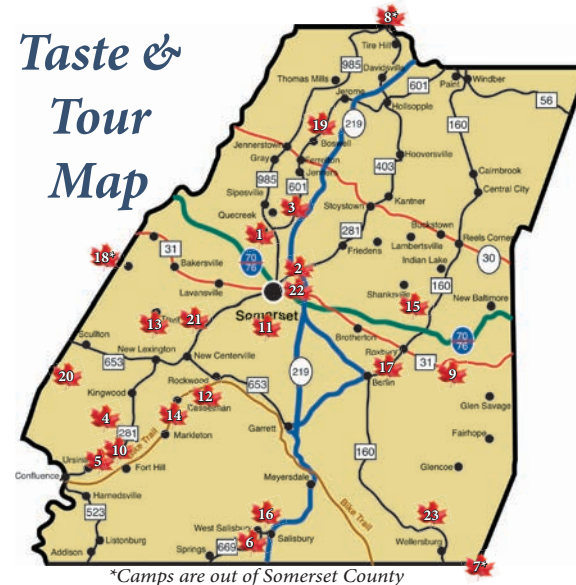 Taste &
Tour
Map
8*
Tire Hill
985
Davidsville
Thomas Mills
Jerome
601
Paint
Windber
Hollsopple
56
19
219
160
Boswell
Jennerstown
Hooversville
Gray
403
Jenners
Cairnbrook
985
601
Central City
Sipesville
3
Stoystown
Kantner
Quecreek
1
281
Buckstown
Reels Corner
31
Lambertsville
Friedens
18*
70
76
Indian Lake
30
Bakersville
2
160
Lavansville
22
Shanksville
15
New Baltimore
Somerset
13
21
11
Brotherton
70
76
Scullton
Roxbury
New Lexington
31
653
New Centerville
17
9
20
Rockwood
219
Berlin
653
Kingwood
12
Casselman
Glen Savage
4
14
Garrett
281
Markleton
Fairhope
10
Bike Trail
160
Ursina
5
Fort Hill
Glencoe
Confluence
Meyersdale
Harnedsville
16
Bike Trail
23
523
West Salisbury
6
Salisbury
Wellersburg
Listonburg
Addison
Springs
669
7*
*Camps are out of Somerset County